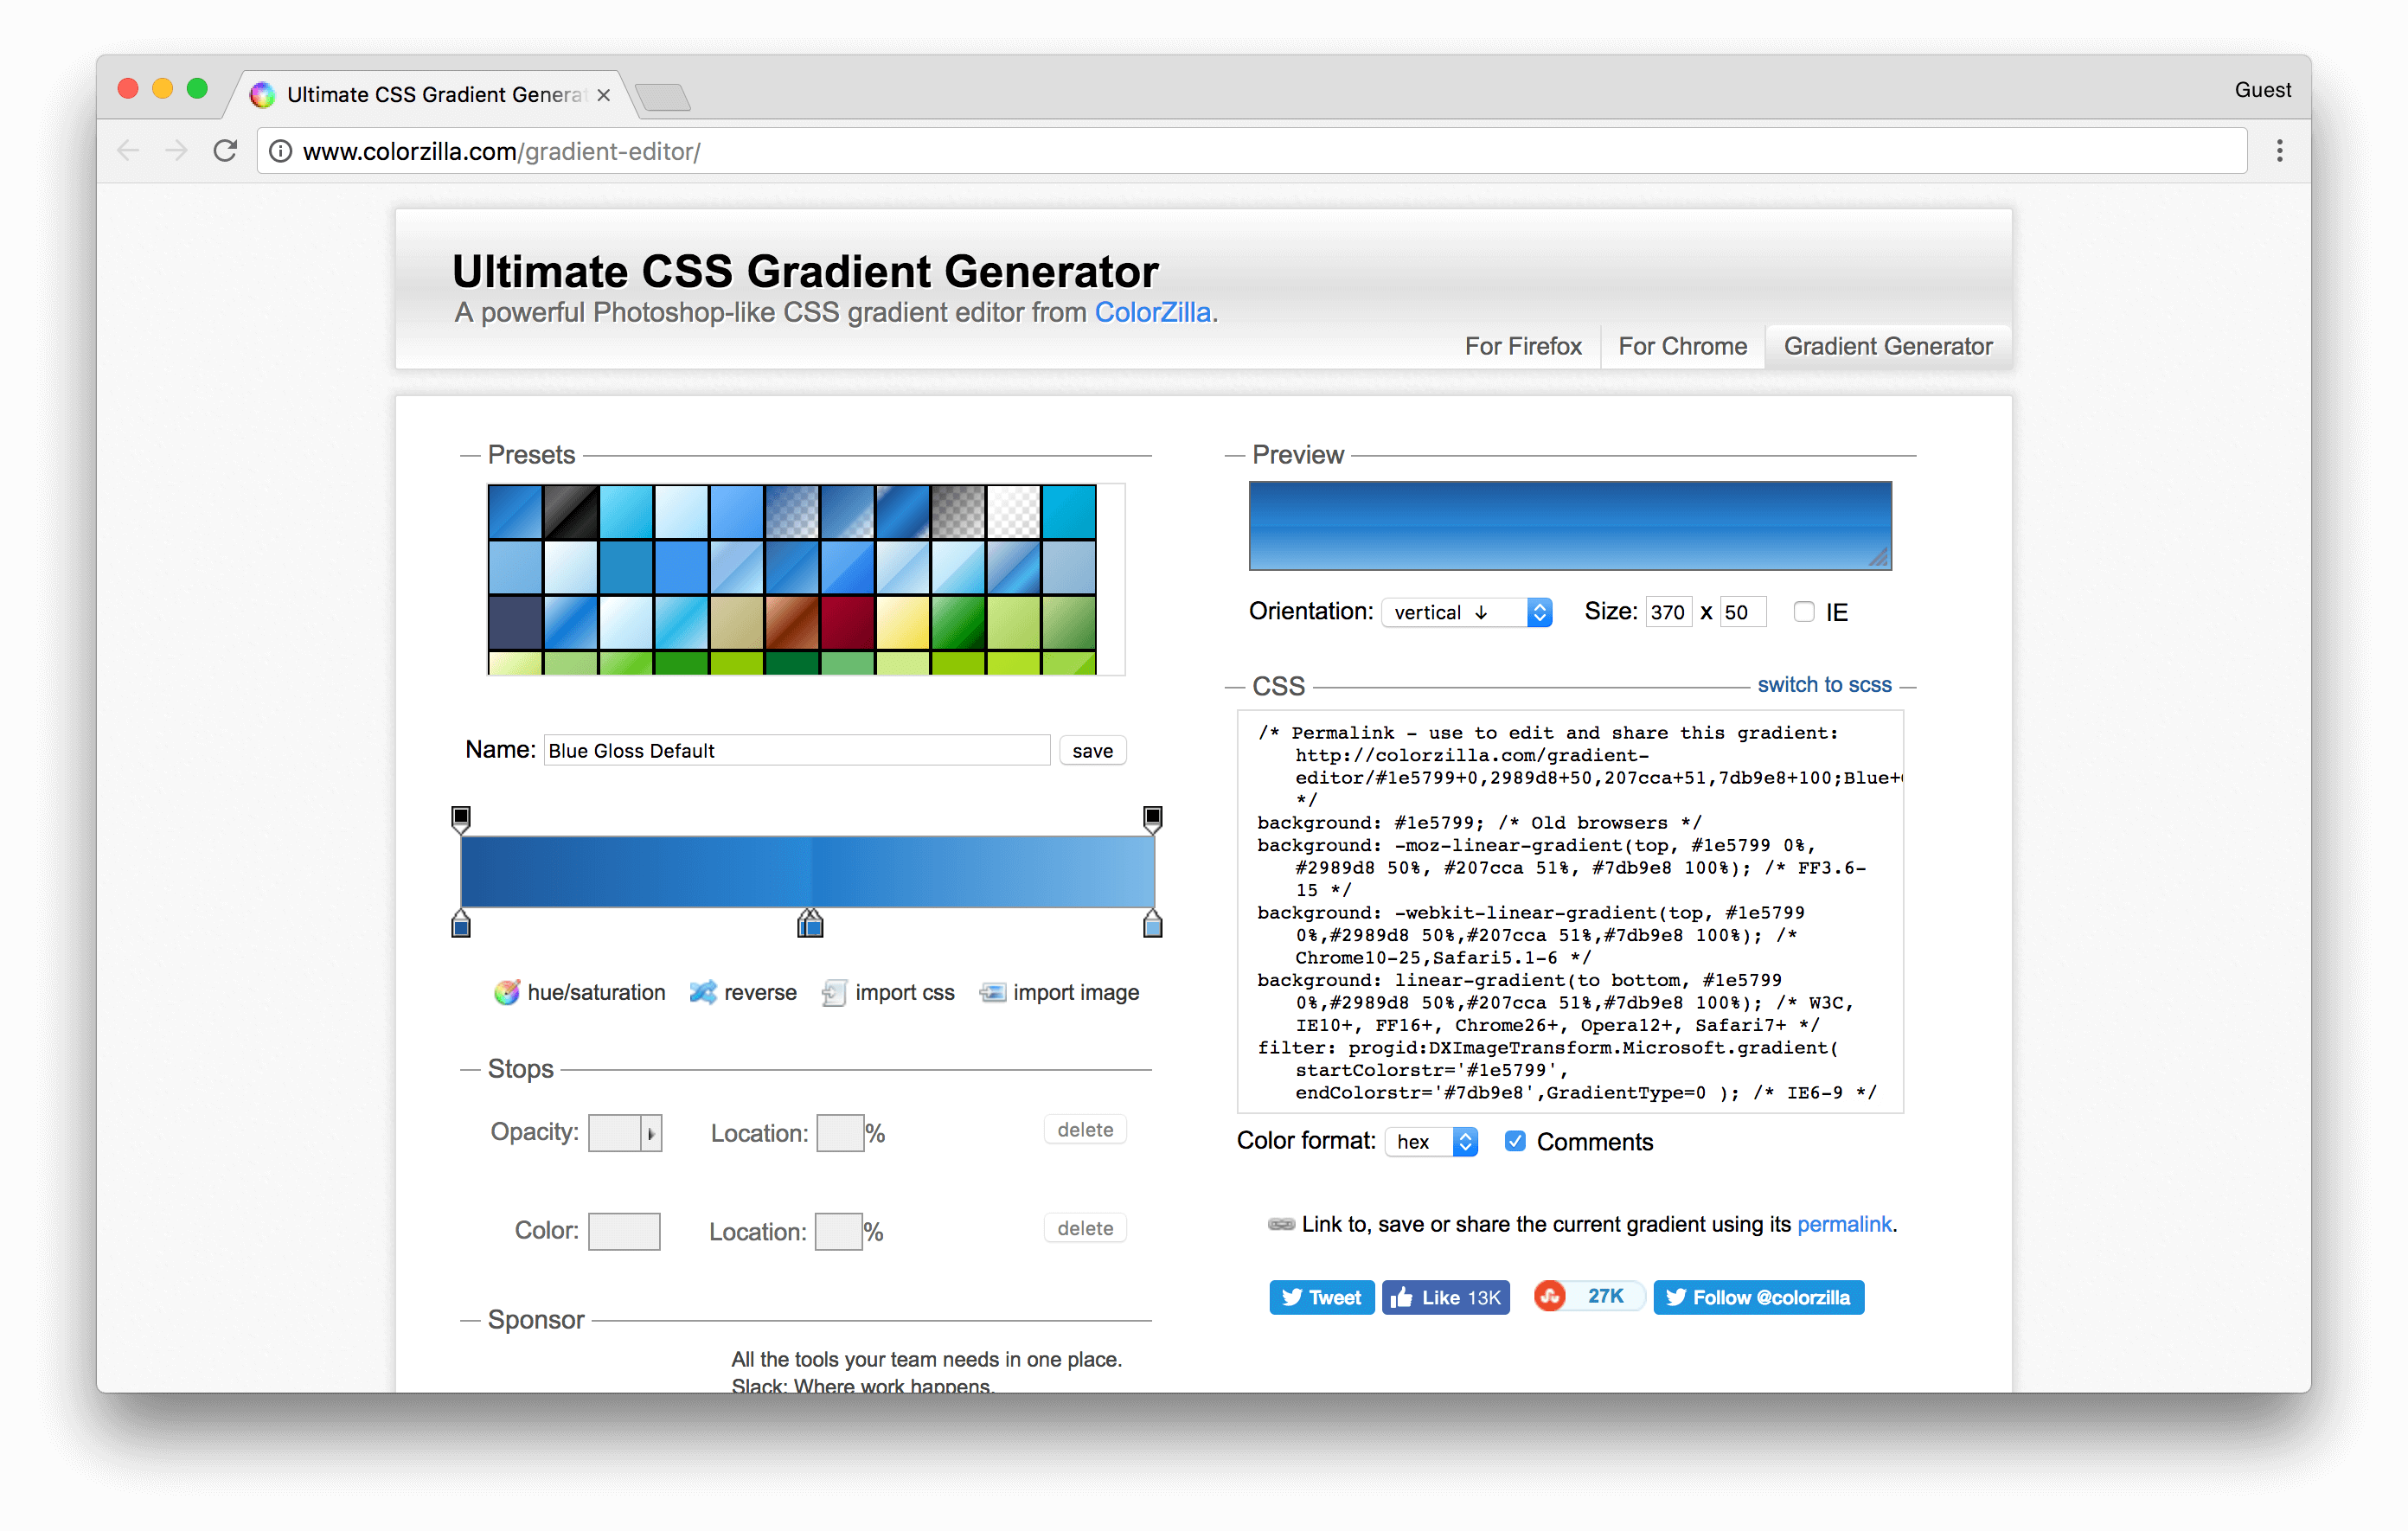 Ultimate CSS Gradient Generat
Guest
www.colorzilla.com/gradient-editor/
Ultimate CSS Gradient Generator
A powerful Photoshop-like CSS gradient editor from ColorZilla.
For Firefox
For Chrome
Gradient Generator
Presets
Name: Blue Gloss Default save
hue/saturation reverse import css import image
Stops
Opacity: Location: % delete
Color: Location: % delete
Sponsor
All the tools your team needs in one place.
Slack: Where work happens.
Preview
Orientation: vertical ↓ Size: 370 x 50 IE
CSS switch to scss
/* Permalink - use to edit and share this gradient:
http://colorzilla.com/gradient-
editor/#1e5799+0,2989d8+50,207cca+51,7db9e8+100;Blue+
*/
background: #1e5799; /* Old browsers */
background: -moz-linear-gradient(top, #1e5799 0%,
#2989d8 50%, #207cca 51%, #7db9e8 100%); /* FF3.6-
15 */
background: -webkit-linear-gradient(top, #1e5799
0%,#2989d8 50%,#207cca 51%,#7db9e8 100%); /*
Chrome10-25,Safari5.1-6 */
background: linear-gradient(to bottom, #1e5799
0%,#2989d8 50%,#207cca 51%,#7db9e8 100%); /* W3C,
IE10+, FF16+, Chrome26+, Opera12+, Safari7+ */
filter: progid:DXImageTransform.Microsoft.gradient(
startColorstr='#1e5799',
endColorstr='#7db9e8',GradientType=0 ); /* IE6-9 */
Color format: hex Comments
Link to, save or share the current gradient using its permalink.
Tweet Like 13K 27K Follow @colorzilla